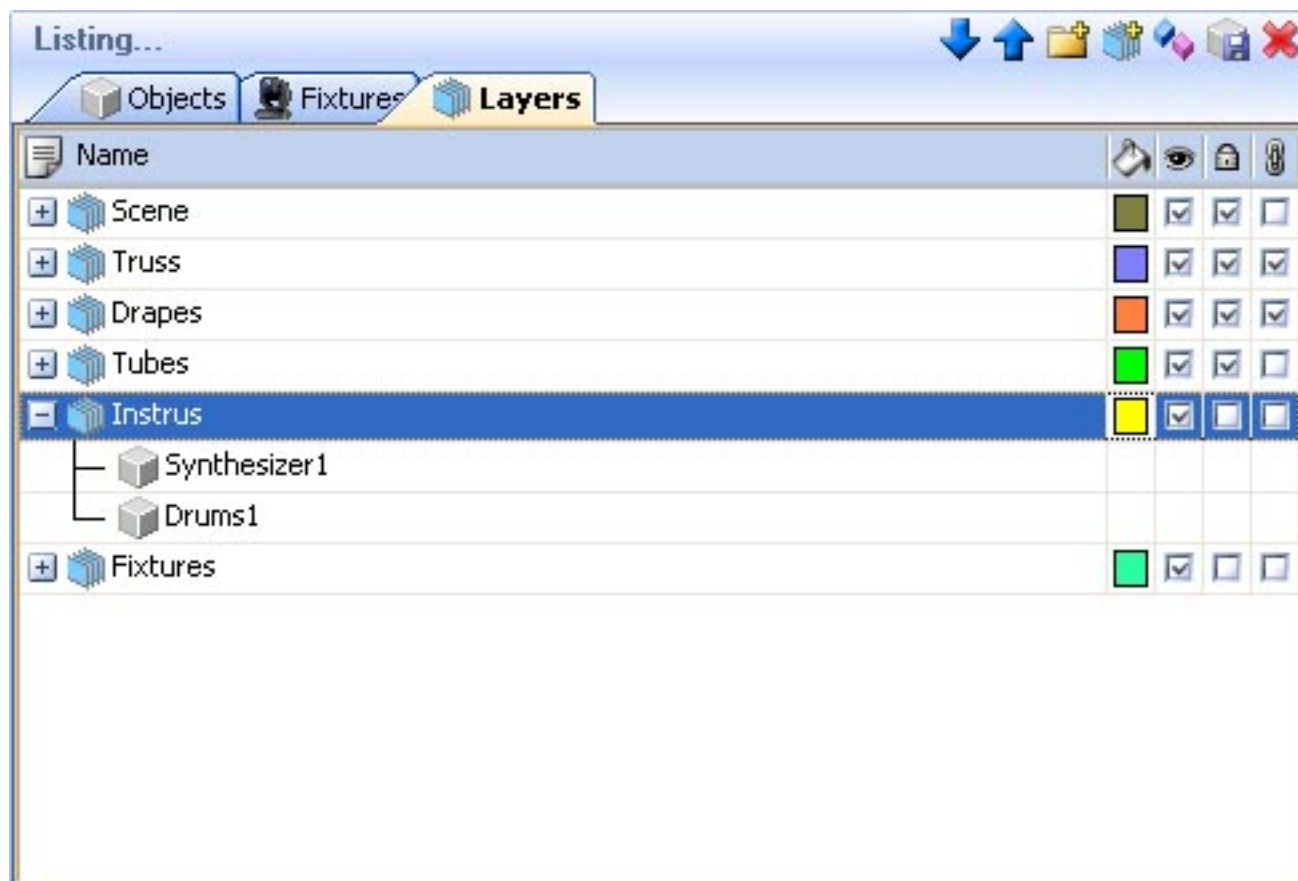 Listing...
Objects Fixtures Layers
Name
Scene
Truss
Drapes
Tubes
Instrus
Synthesizer1
Drums1
Fixtures